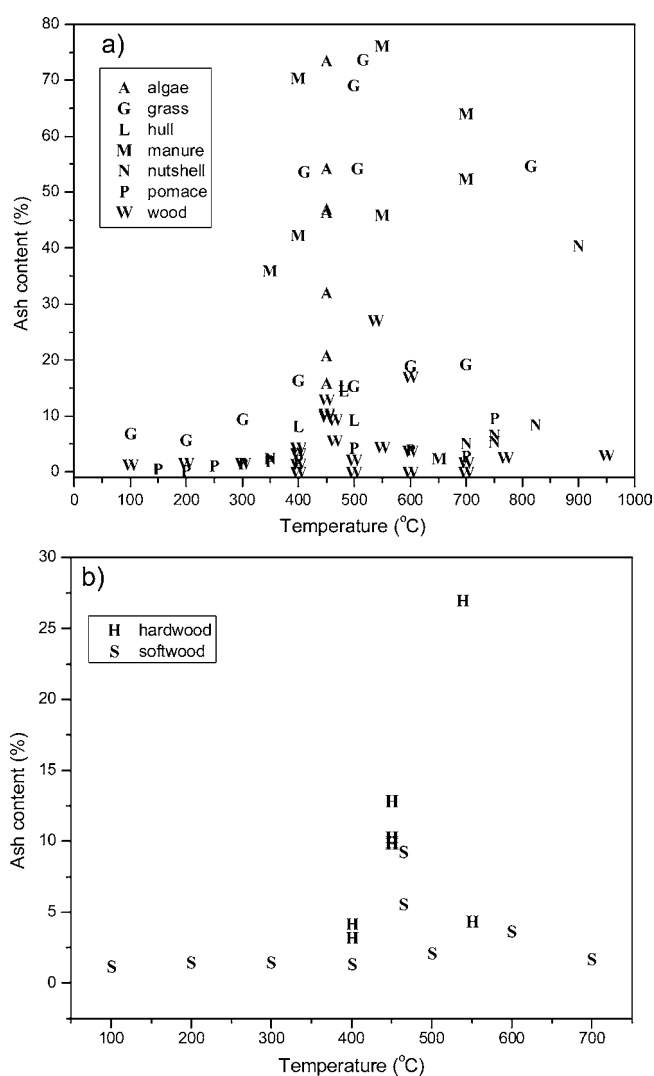 a)
A algae
G grass
L hull
M manure
N nutshell
P pomace
W wood
Ash content (%)
80
70
60
50
40
30
20
10
0
0 100 200 300 400 500 600 700 800 900 1000
Temperature (°C)
b)
H hardwood
S softwood
Ash content (%)
30
25
20
15
10
5
0
100 200 300 400 500 600 700
Temperature (°C)